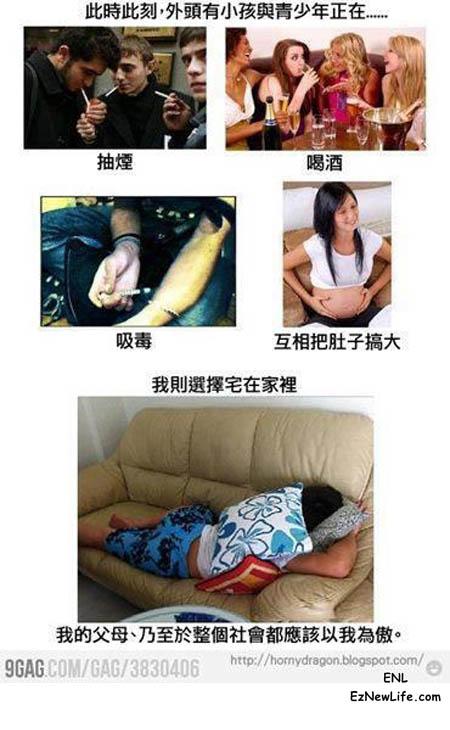 此時此刻，外頭有小孩與青少年正在......
抽煙
喝酒
吸毒
互相把肚子搞大
我則選擇宅在家裡
我的父母、乃至於整個社會都應該以我為傲。
9GAG.COM/GAG/3830406
http://hornydragon.blogspot.com/
ENL
EzNewLife.com